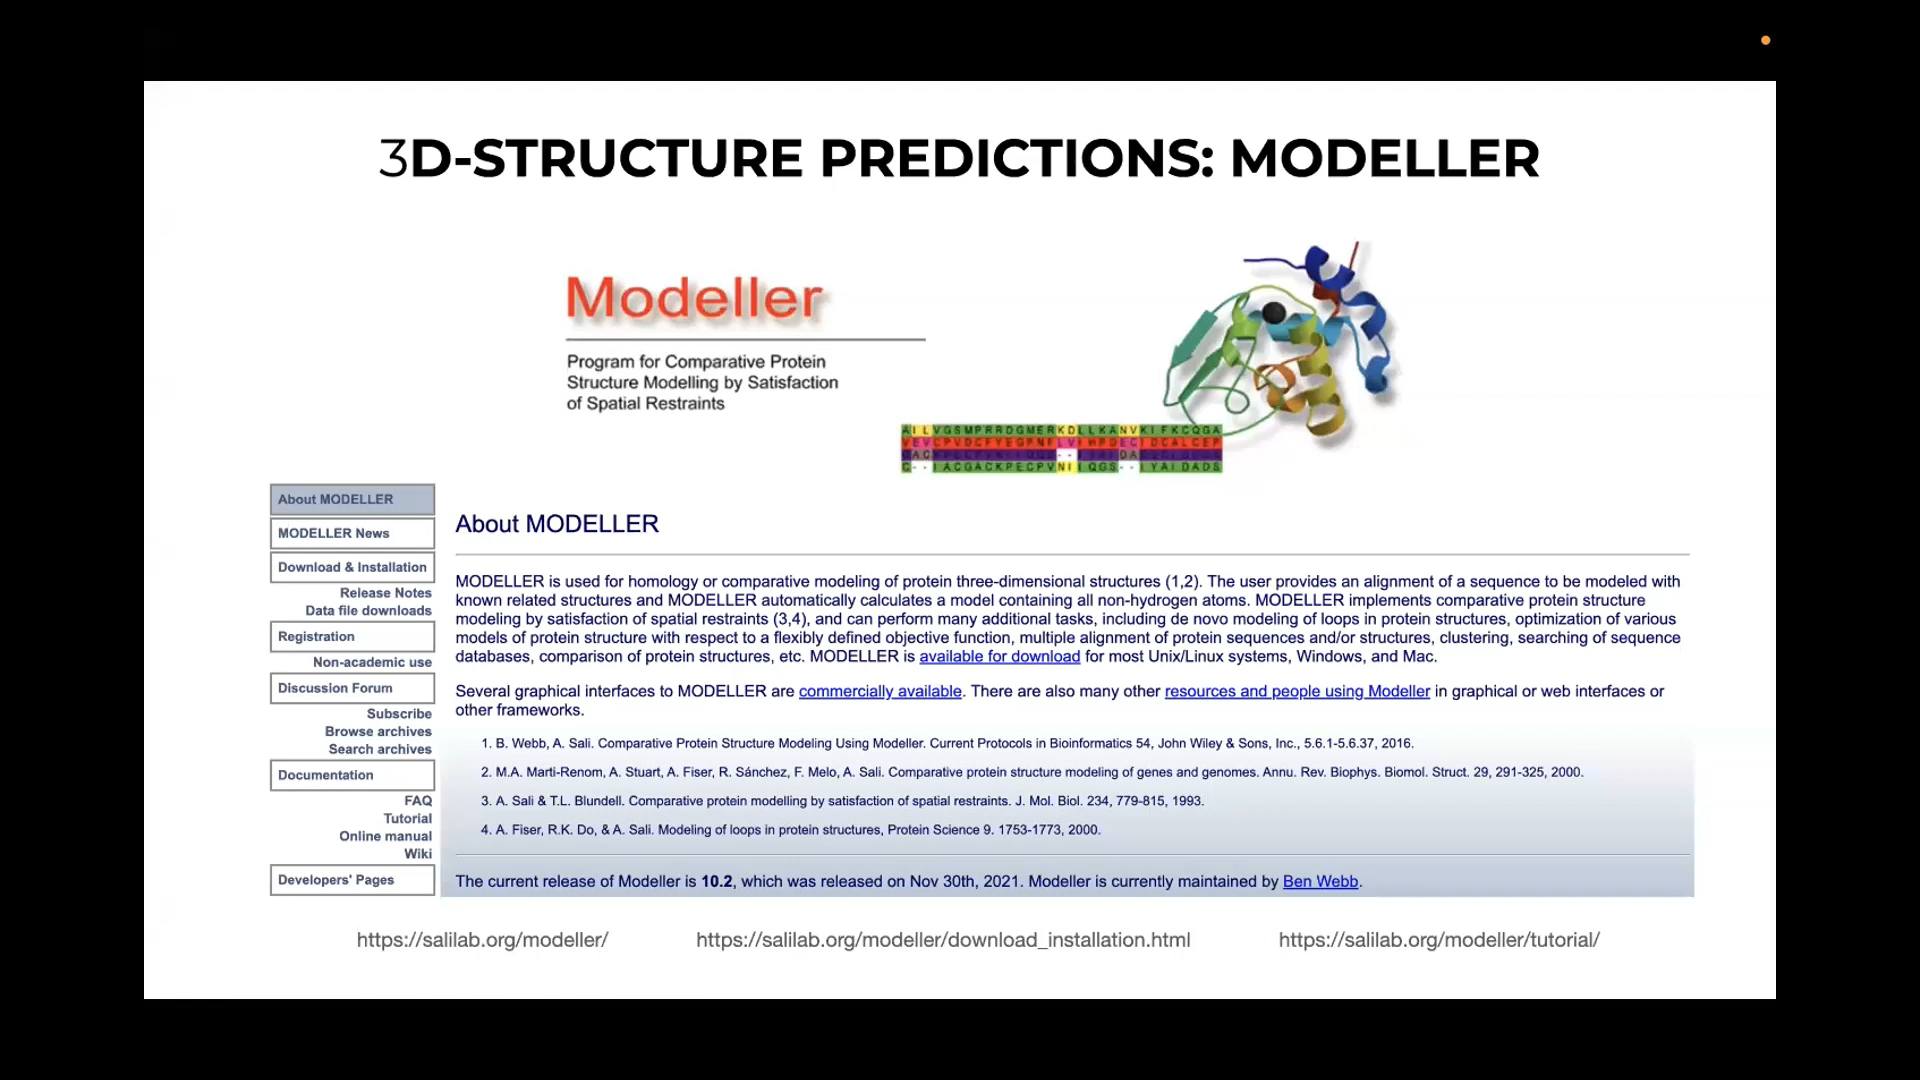 3D-STRUCTURE PREDICTIONS: MODELLER
Modeller
Program for Comparative Protein
Structure Modelling by Satisfaction
of Spatial Restraints
AILVGSMPRRDGMERKDLLKANVKIFKCQGA
VEVCPVDCFYEGPNFLVIHPDECIDCALCEP
C--IACGACKPECPVNIIQGS--IYAIDADS
About MODELLER
MODELLER News
Download & Installation
Release Notes
Data file downloads
Registration
Non-academic use
Discussion Forum
Subscribe
Browse archives
Search archives
Documentation
FAQ
Tutorial
Online manual
Wiki
Developers' Pages
About MODELLER
MODELLER is used for homology or comparative modeling of protein three-dimensional structures (1,2). The user provides an alignment of a sequence to be modeled with
known related structures and MODELLER automatically calculates a model containing all non-hydrogen atoms. MODELLER implements comparative protein structure
modeling by satisfaction of spatial restraints (3,4), and can perform many additional tasks, including de novo modeling of loops in protein structures, optimization of various
models of protein structure with respect to a flexibly defined objective function, multiple alignment of protein sequences and/or structures, clustering, searching of sequence
databases, comparison of protein structures, etc. MODELLER is available for download for most Unix/Linux systems, Windows, and Mac.
Several graphical interfaces to MODELLER are commercially available. There are also many other resources and people using Modeller in graphical or web interfaces or
other frameworks.
1. B. Webb, A. Sali. Comparative Protein Structure Modeling Using Modeller. Current Protocols in Bioinformatics 54, John Wiley & Sons, Inc., 5.6.1-5.6.37, 2016.
2. M.A. Marti-Renom, A. Stuart, A. Fiser, R. Sánchez, F. Melo, A. Sali. Comparative protein structure modeling of genes and genomes. Annu. Rev. Biophys. Biomol. Struct. 29, 291-325, 2000.
3. A. Sali & T.L. Blundell. Comparative protein modelling by satisfaction of spatial restraints. J. Mol. Biol. 234, 779-815, 1993.
4. A. Fiser, R.K. Do, & A. Sali. Modeling of loops in protein structures, Protein Science 9. 1753-1773, 2000.
The current release of Modeller is 10.2, which was released on Nov 30th, 2021. Modeller is currently maintained by Ben Webb.
https://salilab.org/modeller/
https://salilab.org/modeller/download_installation.html
https://salilab.org/modeller/tutorial/